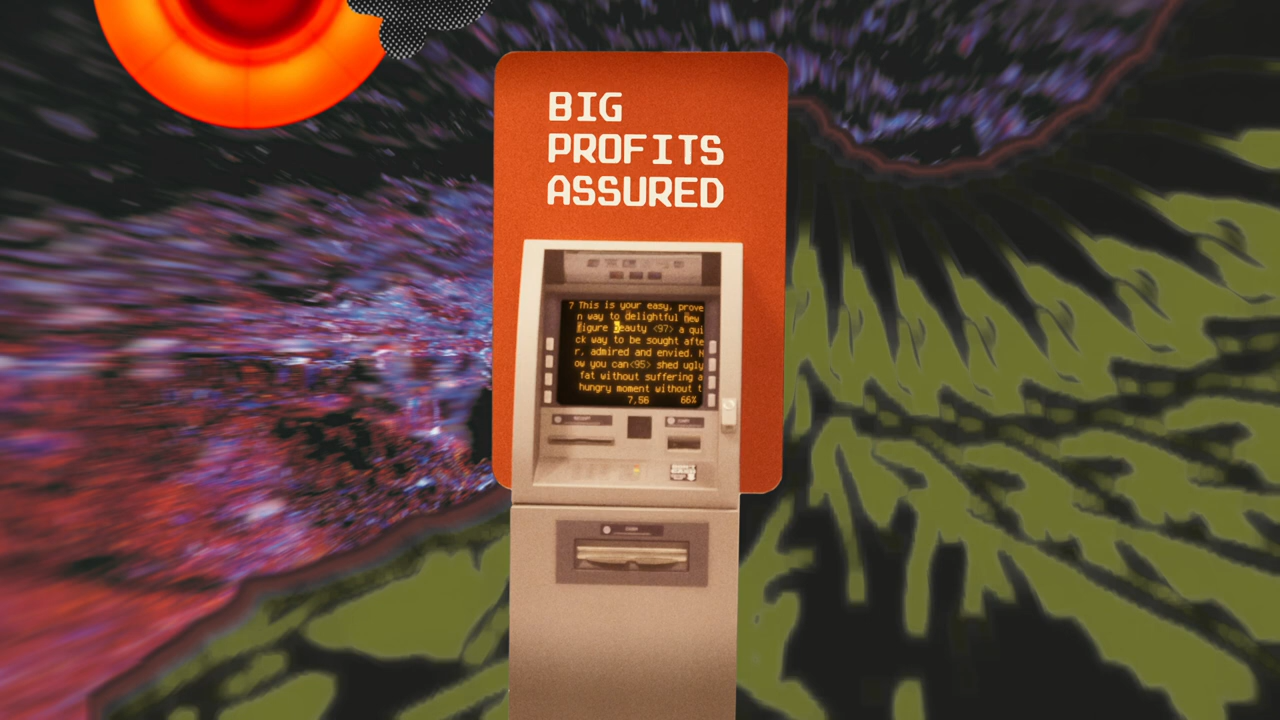 BIG
PROFITS
ASSURED
7 This is your easy, prove
n way to delightful new
figure beauty <97> a qui
ck way to be sought afte
r, admired and envied. N
ow you can<95> shed ugly
fat without suffering a
hungry moment without t
7,56 66%